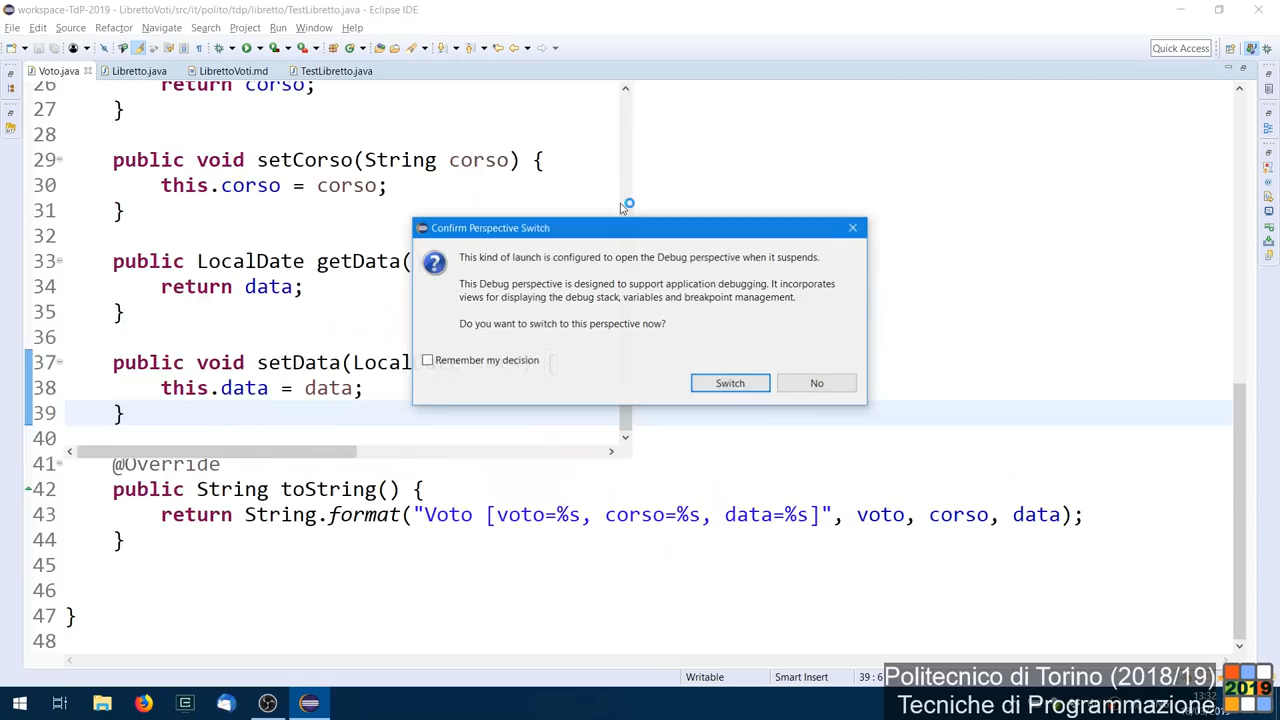 workspace-TdP-2019 - LibrettoVoti/src/it/polito/tdp/libretto/TestLibretto.java - Eclipse IDE
File Edit Source Refactor Navigate Search Project Run Window Help
Quick Access
Voto.java Libretto.java LibrettoVoti.md TestLibretto.java
26 return corso;
27 }
28
29 public void setCorso(String corso) {
30 this.corso = corso;
31 }
32
33 public LocalDate getData(
34 return data;
35 }
36
37 public void setData(Local
38 this.data = data;
39 }
40
41 @Override
42 public String toString() {
43 return String.format("Voto [voto=%s, corso=%s, data=%s]", voto, corso, data);
44 }
45
46
47 }
48
Confirm Perspective Switch
This kind of launch is configured to open the Debug perspective when it suspends.
This Debug perspective is designed to support application debugging. It incorporates
views for displaying the debug stack, variables and breakpoint management.
Do you want to switch to this perspective now?
Remember my decision
Switch No
Writable Smart Insert 39 : 6
Politecnico di Torino (2018/19)
Tecniche di Programmazione
2019
13:32